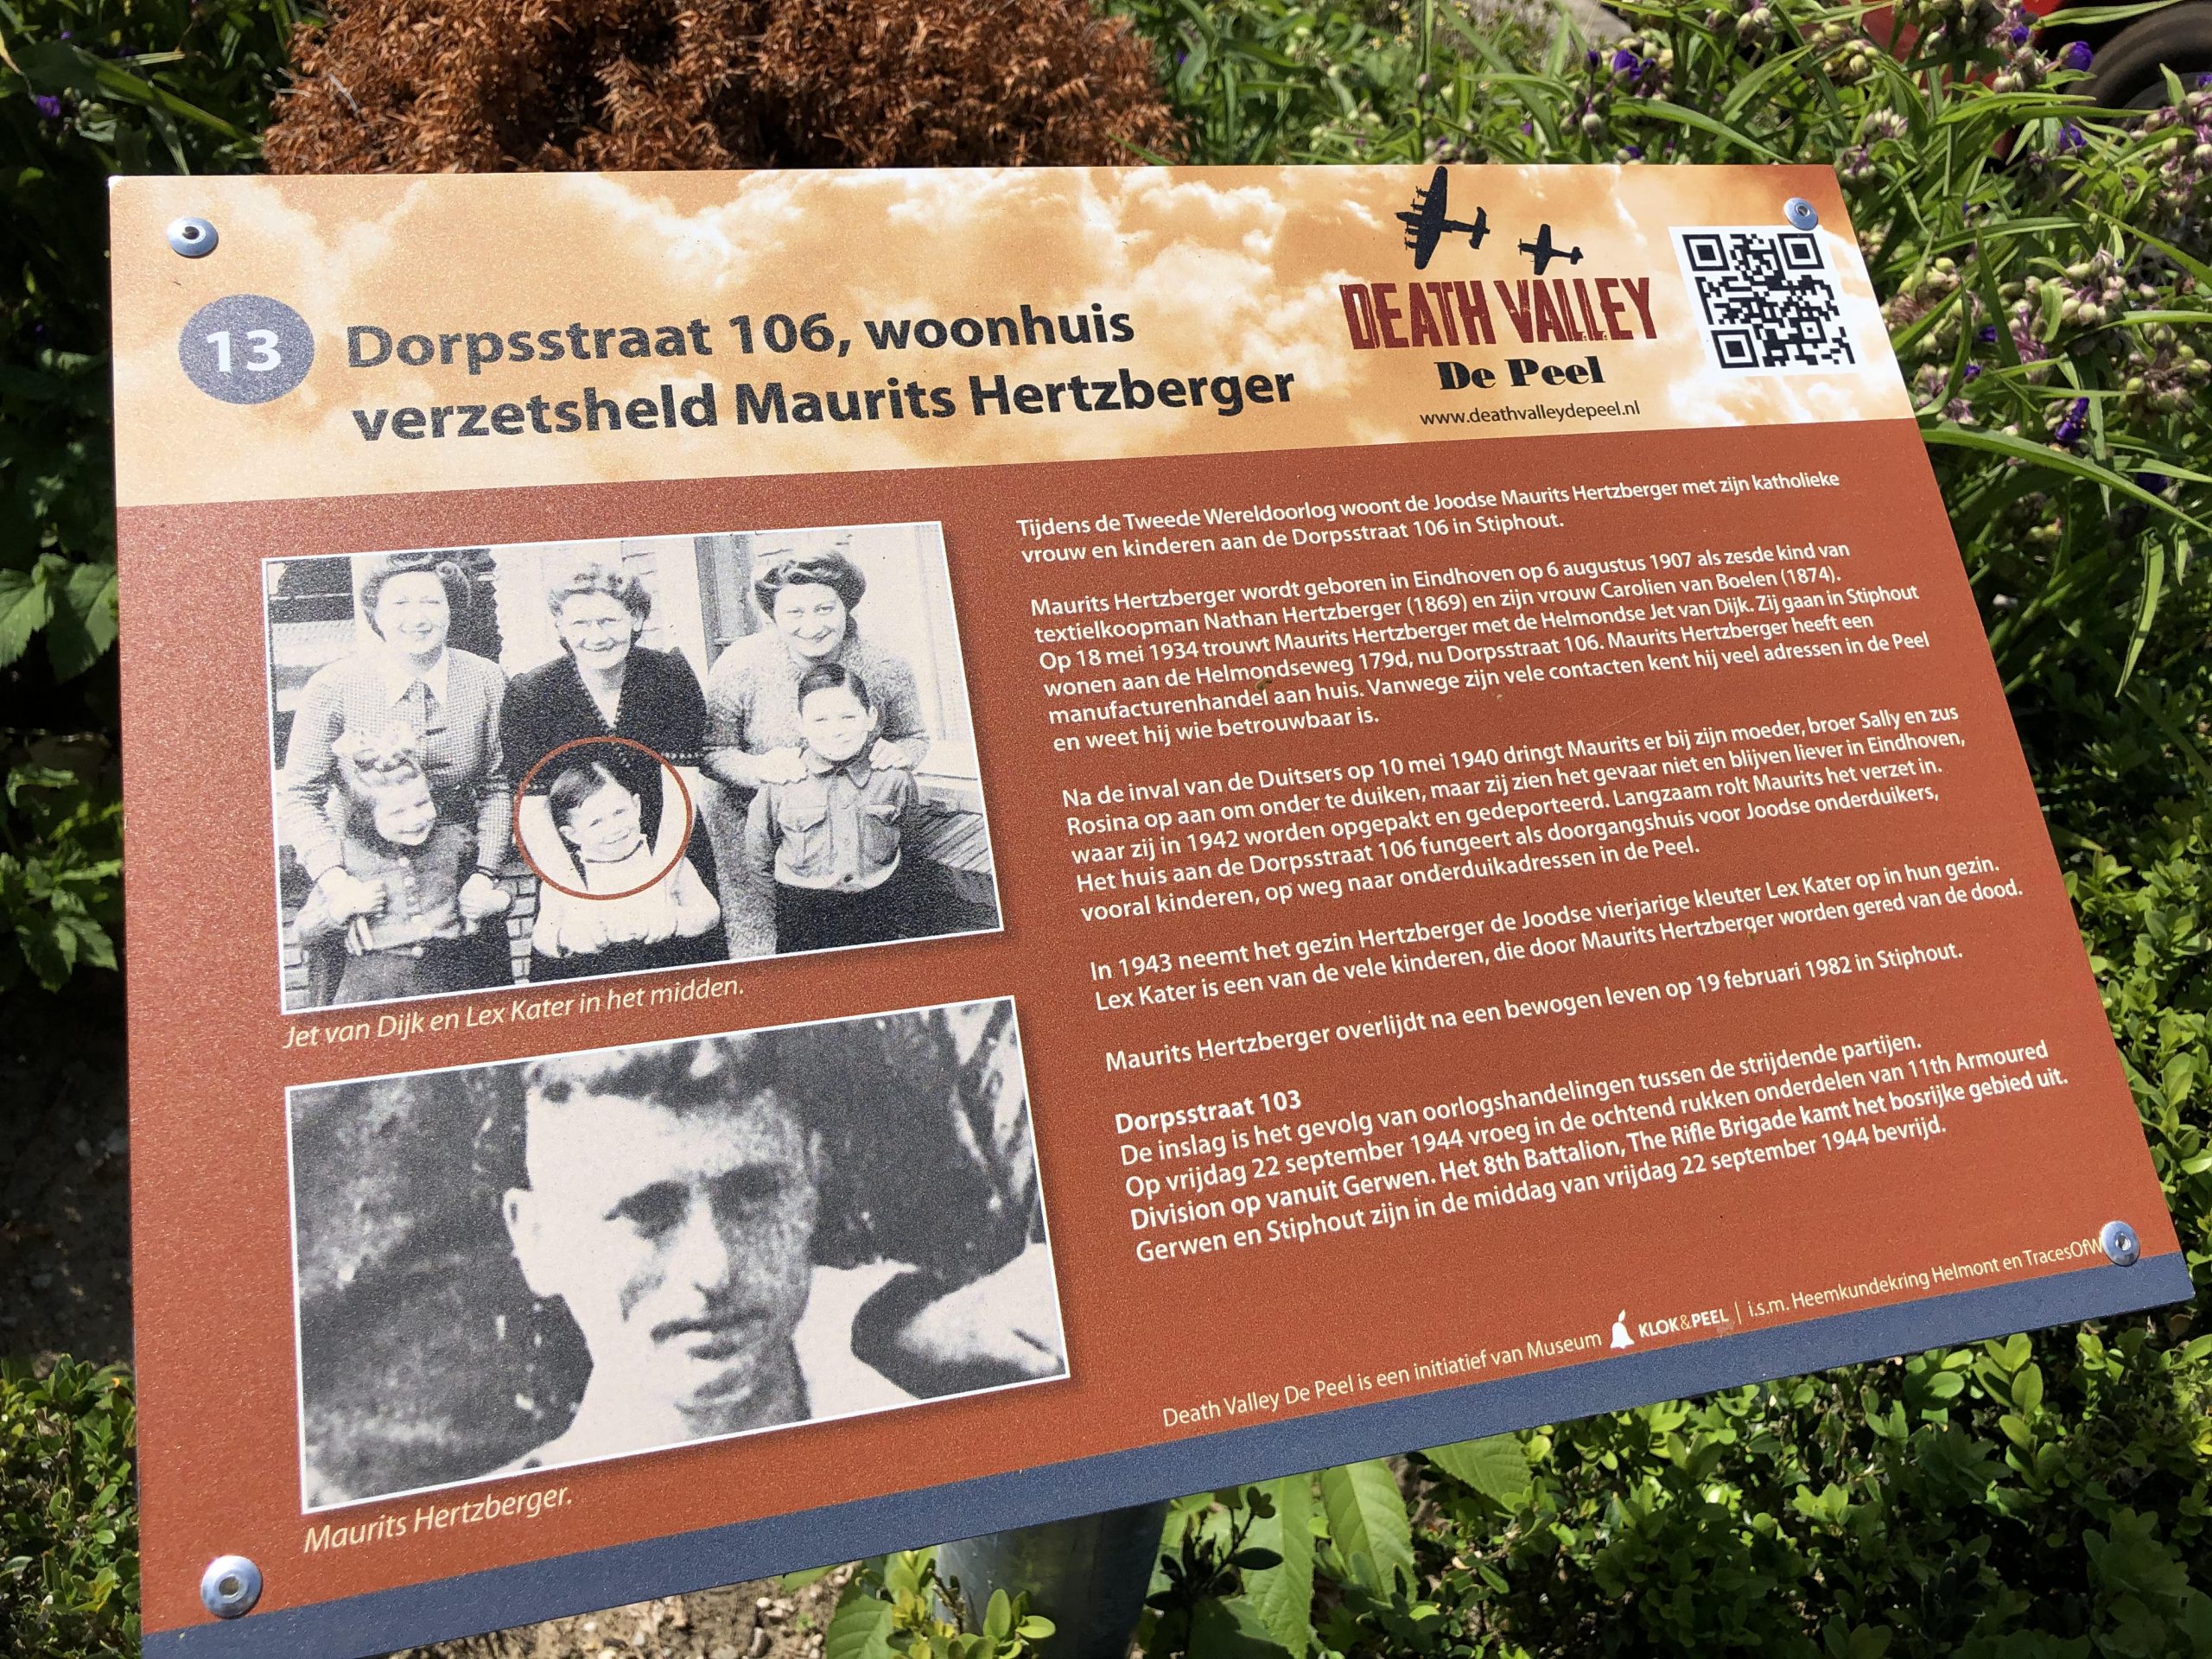 13
Dorpsstraat 106, woonhuis
verzetsheld Maurits Hertzberger
DEATH VALLEY
De Peel
www.deathvalleydepeel.nl
Jet van Dijk en Lex Kater in het midden.
Maurits Hertzberger.
Tijdens de Tweede Wereldoorlog woont de Joodse Maurits Hertzberger met zijn katholieke
vrouw en kinderen aan de Dorpsstraat 106 in Stiphout.
Maurits Hertzberger wordt geboren in Eindhoven op 6 augustus 1907 als zesde kind van
textielkoopman Nathan Hertzberger (1869) en zijn vrouw Carolien van Boelen (1874).
Op 18 mei 1934 trouwt Maurits Hertzberger met de Helmondse Jet van Dijk. Zij gaan in Stiphout
wonen aan de Helmondseweg 179d, nu Dorpsstraat 106. Maurits Hertzberger heeft een
manufacturenhandel aan huis. Vanwege zijn vele contacten kent hij veel adressen in de Peel
en weet hij wie betrouwbaar is.
Na de inval van de Duitsers op 10 mei 1940 dringt Maurits er bij zijn moeder, broer Sally en zus
Rosina op aan om onder te duiken, maar zij zien het gevaar niet en blijven liever in Eindhoven,
waar zij in 1942 worden opgepakt en gedeporteerd. Langzaam rolt Maurits het verzet in.
Het huis aan de Dorpsstraat 106 fungeert als doorgangshuis voor Joodse onderduikers,
vooral kinderen, op weg naar onderduikadressen in de Peel.
In 1943 neemt het gezin Hertzberger de Joodse vierjarige kleuter Lex Kater op in hun gezin.
Lex Kater is een van de vele kinderen, die door Maurits Hertzberger worden gered van de dood.
Maurits Hertzberger overlijdt na een bewogen leven op 19 februari 1982 in Stiphout.
Dorpsstraat 103
De inslag is het gevolg van oorlogshandelingen tussen de strijdende partijen.
Op vrijdag 22 september 1944 vroeg in de ochtend rukken onderdelen van 11th Armoured
Division op vanuit Gerwen. Het 8th Battalion, The Rifle Brigade kamt het bosrijke gebied uit.
Gerwen en Stiphout zijn in de middag van vrijdag 22 september 1944 bevrijd.
Death Valley De Peel is een initiatief van Museum KLOK&PEEL | i.s.m. Heemkundekring Helmont en TracesOfW